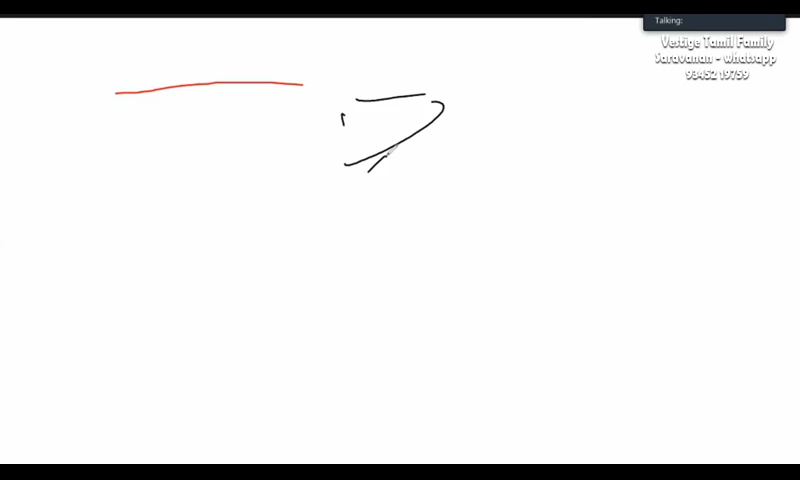 Talking:
Vestige Tamil Family
Saravanan - whatsapp
93452 19759